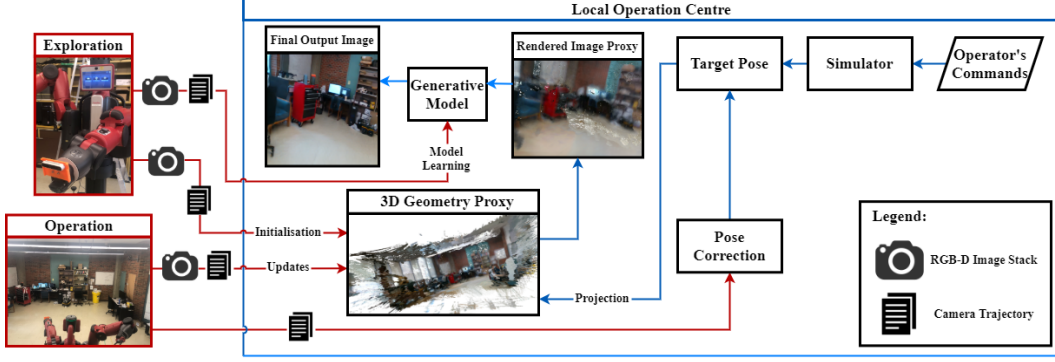 Local Operation Centre
Exploration
Final Output Image
Generative
Model
Rendered Image Proxy
Target Pose
Simulator
Operator's
Commands
Model
Learning
3D Geometry Proxy
Operation
Initialisation
Updates
Projection
Pose
Correction
Legend:
RGB-D Image Stack
Camera Trajectory